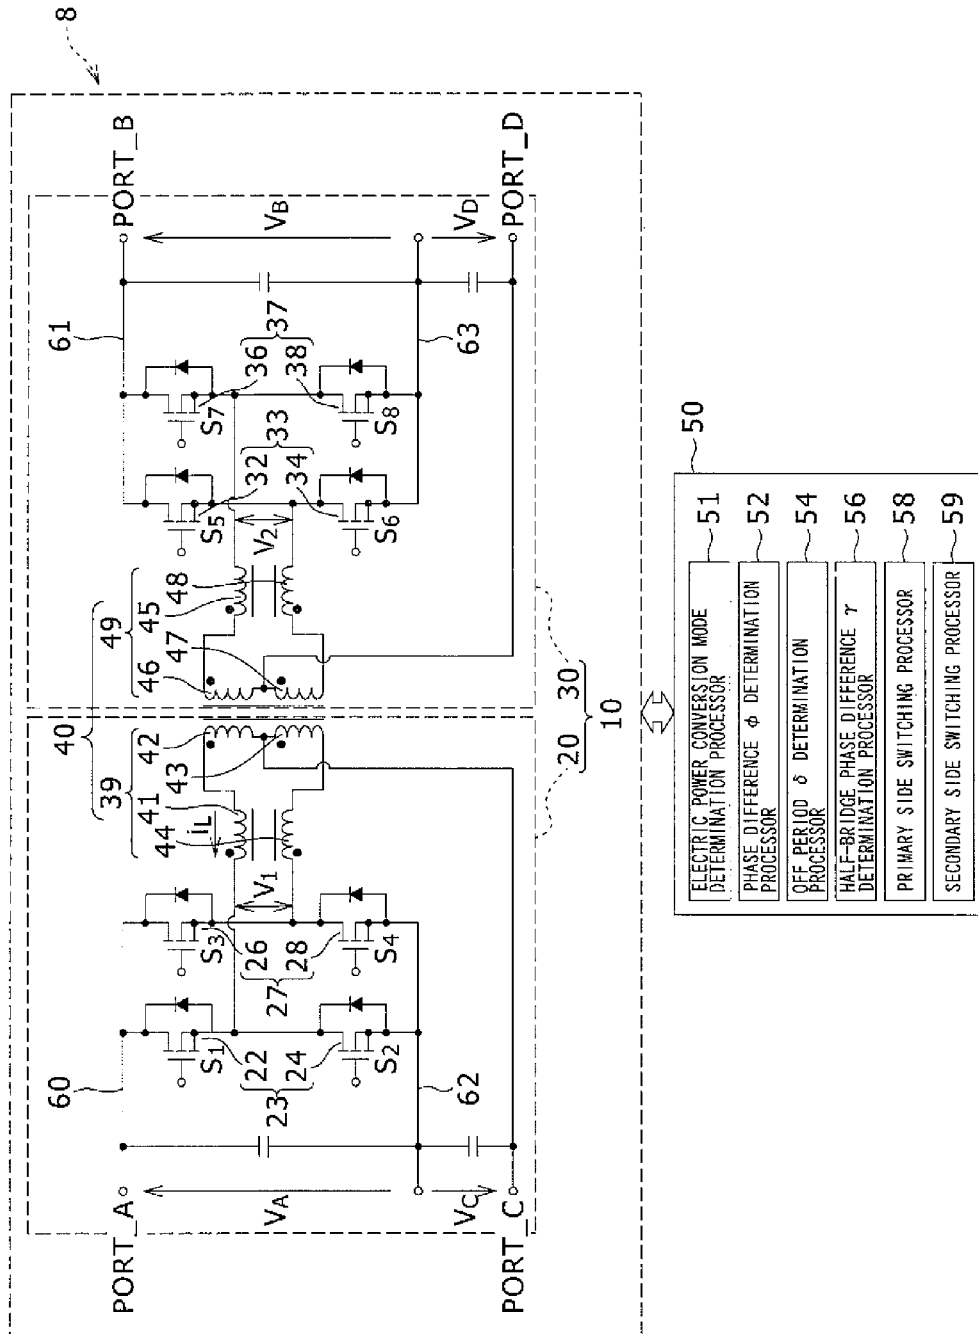 8
PORT_A
PORT_B
PORT_C
PORT_D
60
61
62
63
VA
VB
VC
VD
S1
S2
S3
S4
S5
S6
S7
S8
22
24
23
26
28
27
32
34
33
36
38
37
V1
V2
iL
40
39
49
41
42
43
44
45
46
47
48
20
30
10
50
ELECTRIC POWER CONVERSION MODE
DETERMINATION PROCESSOR
51
PHASE DIFFERENCE φ DETERMINATION
PROCESSOR
52
OFF PERIOD δ DETERMINATION
PROCESSOR
54
HALF-BRIDGE PHASE DIFFERENCE γ
DETERMINATION PROCESSOR
56
PRIMARY SIDE SWITCHING PROCESSOR
58
SECONDARY SIDE SWITCHING PROCESSOR
59